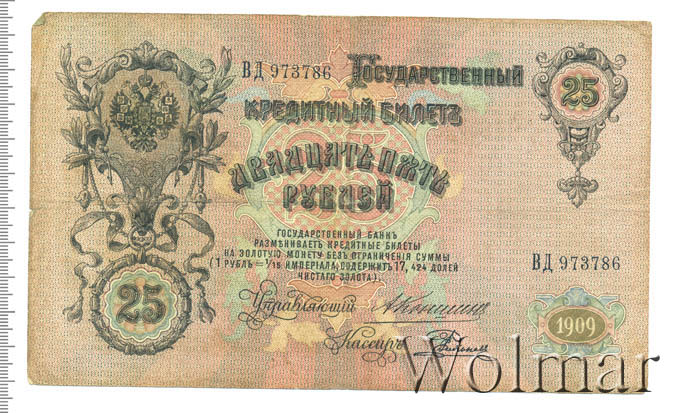 ВД 973786
Государственный
Кредитный Билетъ
25
Двадцать пять
рублей
Государственный Банкъ
размѣниваетъ кредитные билеты
на золотую монету безъ ограниченія суммы
(1 рубль = 1/15 имперіала, содержитъ 17, 424 долей
чистаго золота).
ВД 973786
25
Управляющій
Кассиръ
1909
Wolmar